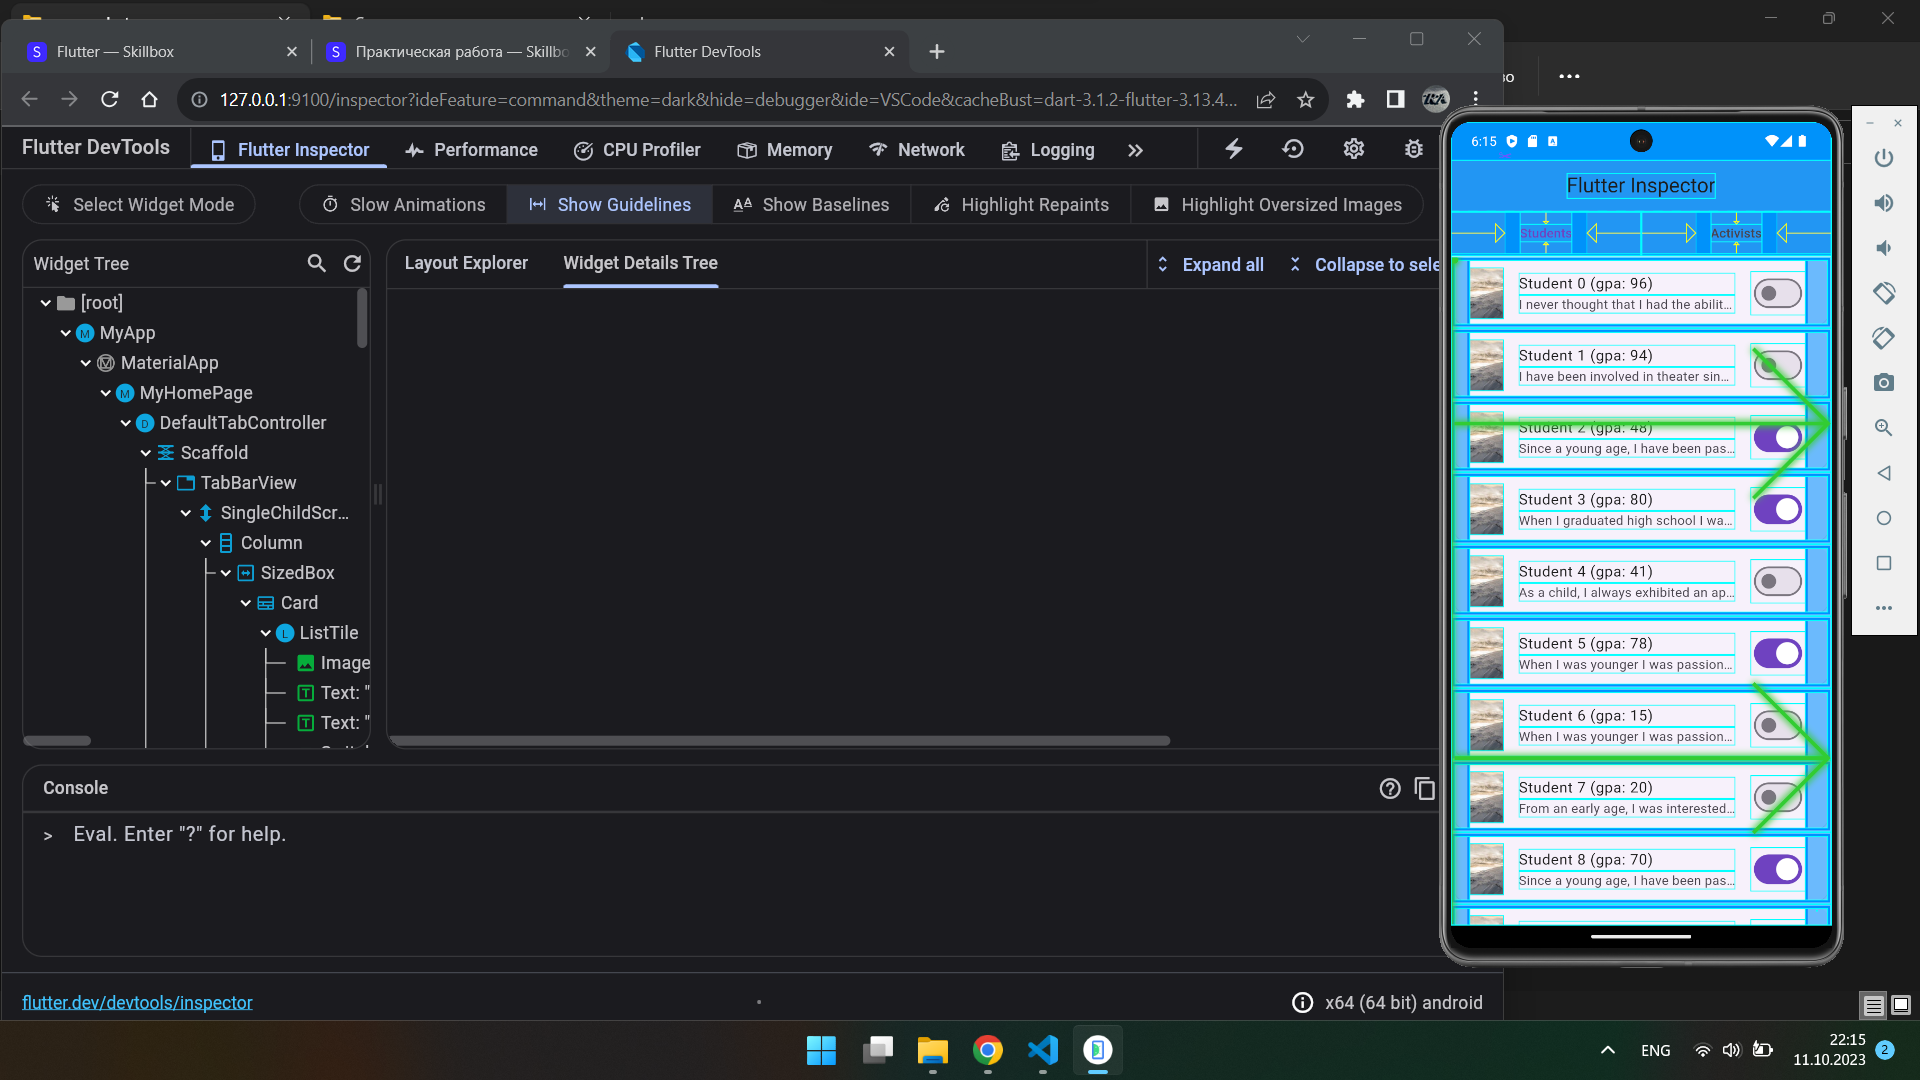 Flutter — Skillbox
Практическая работа — Skillbo
Flutter DevTools
127.0.0.1:9100/inspector?ideFeature=command&theme=dark&hide=debugger&ide=VSCode&cacheBust=dart-3.1.2-flutter-3.13.4...
Flutter DevTools
Flutter Inspector
Performance
CPU Profiler
Memory
Network
Logging
Select Widget Mode
Slow Animations
Show Guidelines
Show Baselines
Highlight Repaints
Highlight Oversized Images
Widget Tree
[root]
MyApp
MaterialApp
MyHomePage
DefaultTabController
Scaffold
TabBarView
SingleChildScr...
Column
SizedBox
Card
ListTile
Image
Text: "
Text: "
Layout Explorer
Widget Details Tree
Expand all
Collapse to sele
Console
> Eval. Enter "?" for help.
flutter.dev/devtools/inspector
x64 (64 bit) android
6:15
Flutter Inspector
Students
Activists
Student 0 (gpa: 96)
I never thought that I had the abilit...
Student 1 (gpa: 94)
I have been involved in theater sin...
Student 2 (gpa: 48)
Since a young age, I have been pas...
Student 3 (gpa: 80)
When I graduated high school I wa...
Student 4 (gpa: 41)
As a child, I always exhibited an ap...
Student 5 (gpa: 78)
When I was younger I was passion...
Student 6 (gpa: 15)
When I was younger I was passion...
Student 7 (gpa: 20)
From an early age, I was interested...
Student 8 (gpa: 70)
Since a young age, I have been pas...
ENG
22:15
11.10.2023
2